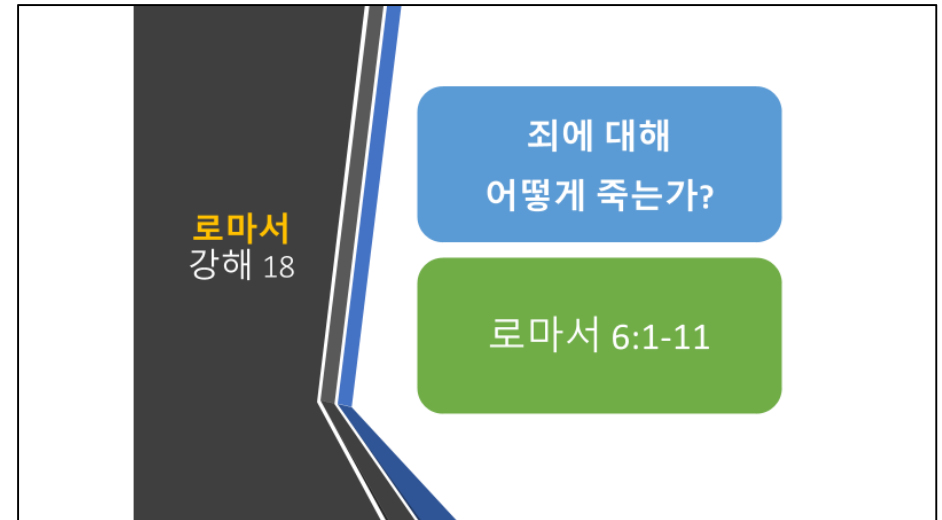 로마서
강해 18
죄에 대해
어떻게 죽는가?
로마서 6:1-11